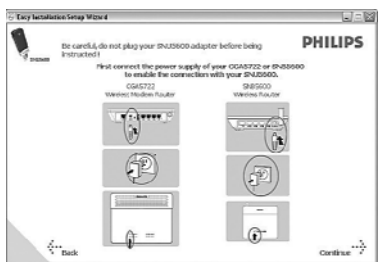 Easy Installation Setup Wizard
PHILIPS
Be careful, do not plug your SNU5600 adapter before being
instructed!
SNU5600
First connect the power supply of your CGA5722 or SNB5600
to enable the connection with your SNU5600.
CGA5722
Wireless Modem Router
SNB5600
Wireless Router
Back
Continue